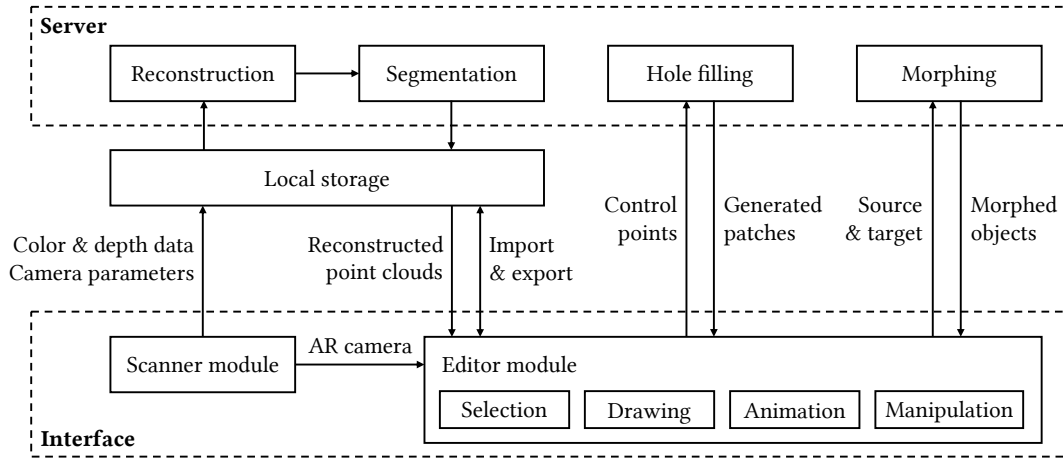 Server
Reconstruction
Segmentation
Hole filling
Morphing
Local storage
Color & depth data
Camera parameters
Reconstructed
point clouds
Import
& export
Control
points
Generated
patches
Source
& target
Morphed
objects
Scanner module
AR camera
Editor module
Selection
Drawing
Animation
Manipulation
Interface